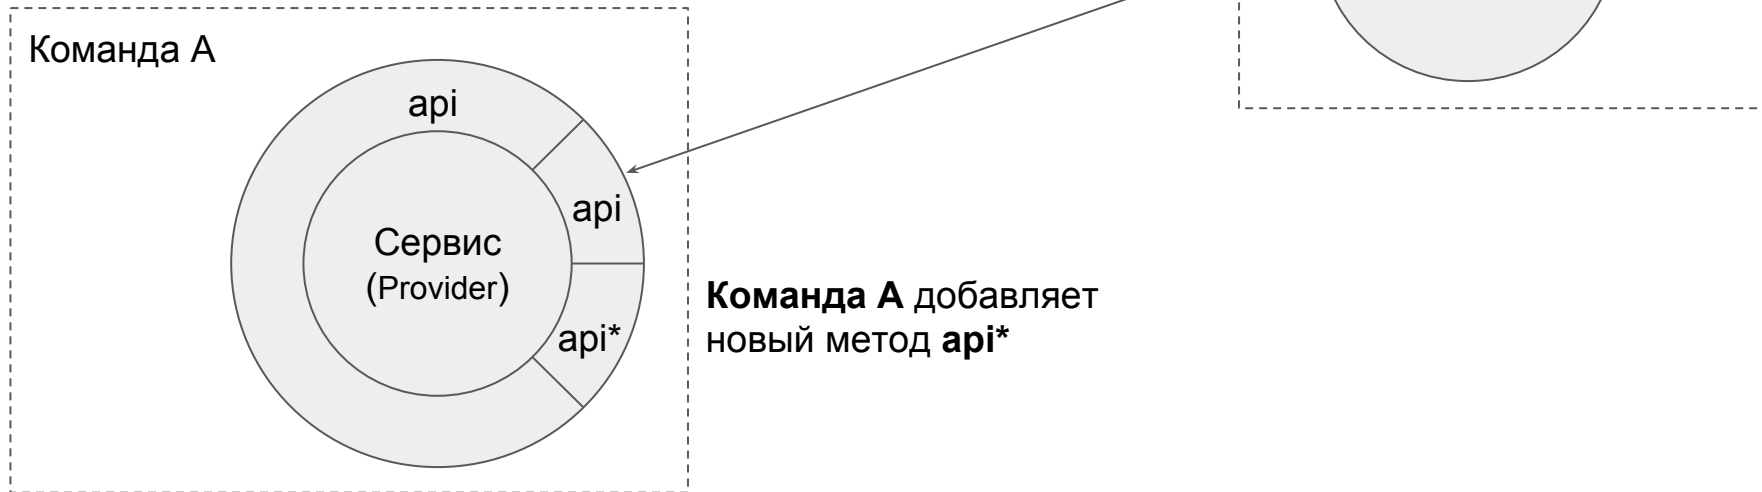 Команда А
api
api
Сервис
(Provider)
api*
Команда А добавляет
новый метод api*